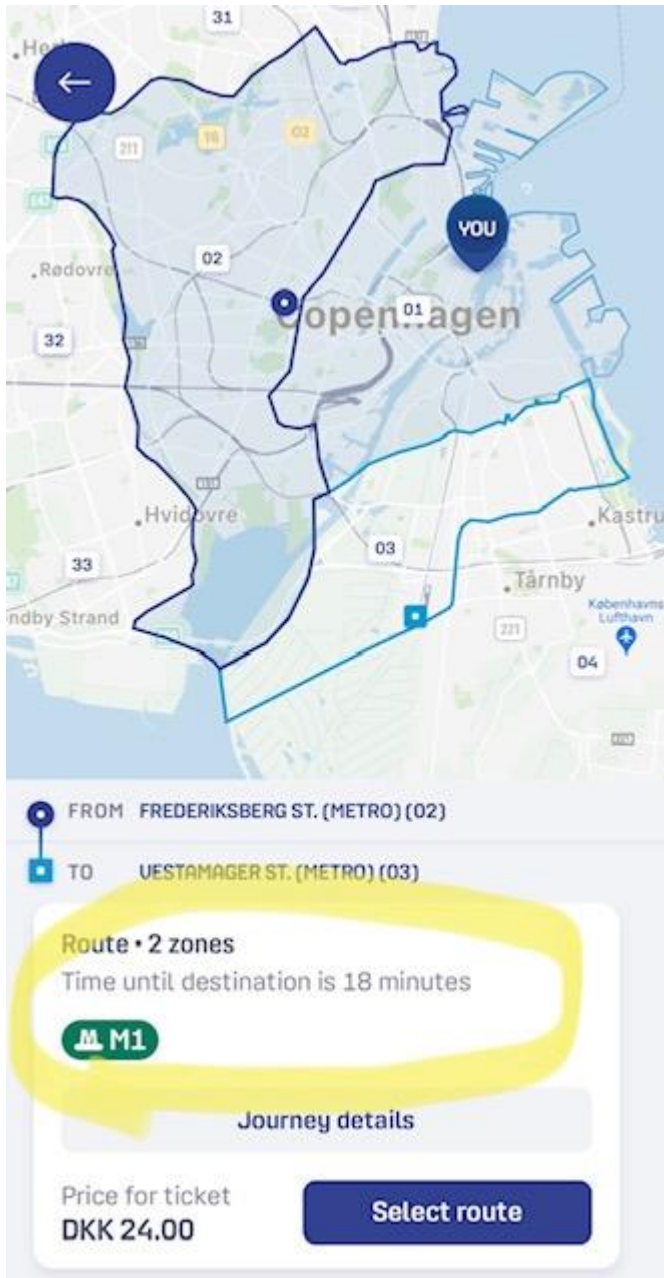 31
211
16
02
YOU
02
Rødovre
01
Copenhagen
32
Hvidovre
33
03
Kastru
Tårnby
ndby Strand
Københavns
Lufthavn
221
04
FROM FREDERIKSBERG ST. (METRO) (02)
TO VESTAMAGER ST. (METRO) (03)
Route • 2 zones
Time until destination is 18 minutes
M1
Journey details
Price for ticket
DKK 24.00
Select route